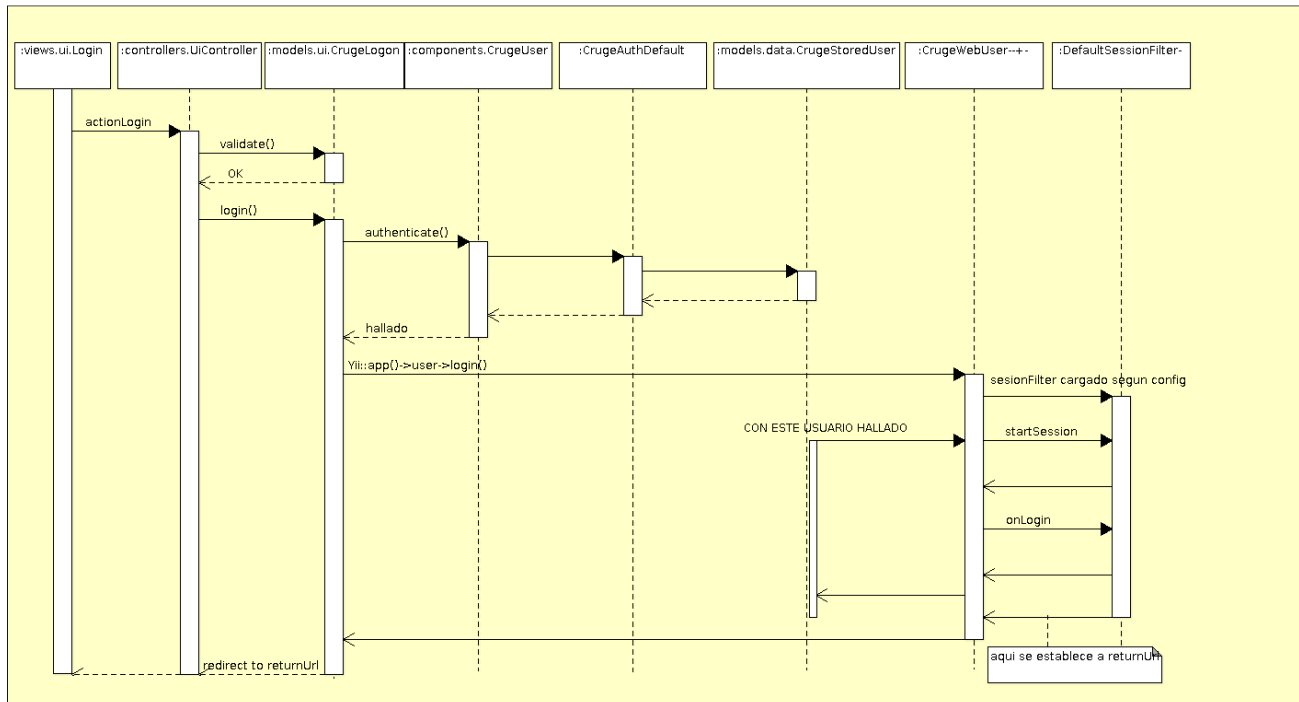 :views.ui.Login
:controllers.UiController
:models.ui.CrugeLogon
:components.CrugeUser
:CrugeAuthDefault
:models.data.CrugeStoredUser
:CrugeWebUser--+-
:DefaultSessionFilter-
actionLogin
validate()
OK
login()
authenticate()
hallado
Yii::app()->user->login()
sesionFilter cargado segun config
CON ESTE USUARIO HALLADO
startSession
onLogin
aqui se establece a returnUrl
redirect to returnUrl